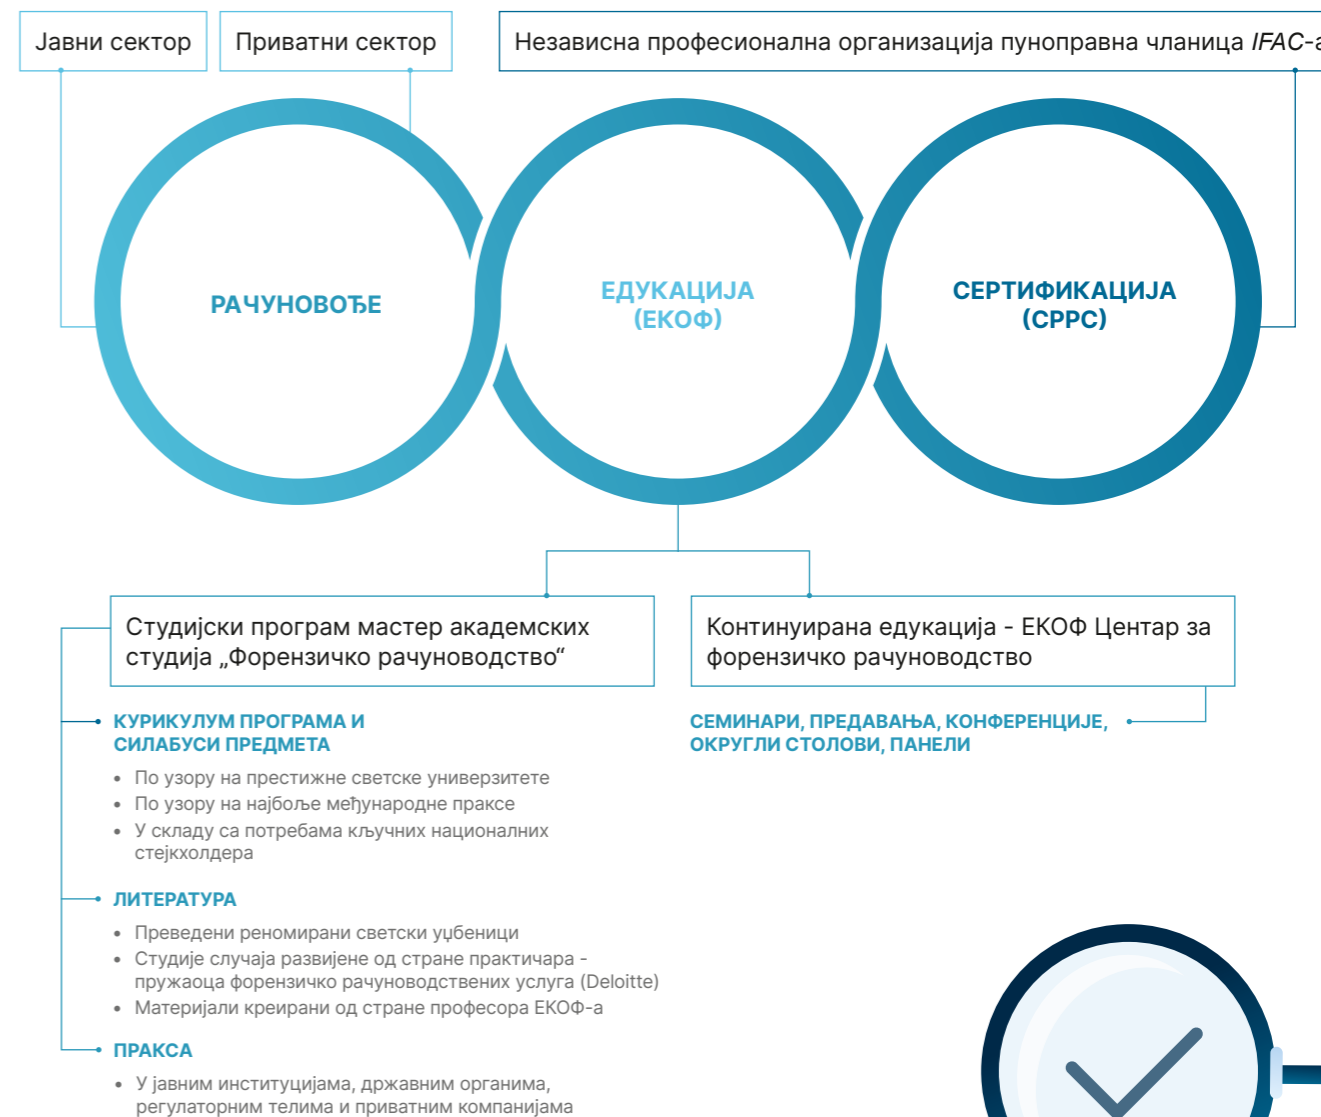 Јавни сектор
Приватни сектор
Независна професионална организација пуноправна чланица IFAC-а
РАЧУНОВОЂЕ
ЕДУКАЦИЈА
(ЕКОФ)
СЕРТИФИКАЦИЈА
(СРРС)
Студијски програм мастер академских
студија „Форензичко рачуноводство“
Континуирана едукација - ЕКОФ Центар за
форензичко рачуноводство
КУРИКУЛУМ ПРОГРАМА И
СИЛАБУСИ ПРЕДМЕТА
• По узору на престижне светске универзитете
• По узору на најбоље међународне праксе
• У складу са потребама кључних националних
стејкхолдера
СЕМИНАРИ, ПРЕДАВАЊА, КОНФЕРЕНЦИЈЕ,
ОКРУГЛИ СТОЛОВИ, ПАНЕЛИ
ЛИТЕРАТУРА
• Преведени реномирани светски уџбеници
• Студије случаја развијене од стране практичара -
пружаоца форензичко рачуноводствених услуга (Deloitte)
• Материјали креирани од стране професора ЕКОФ-а
ПРАКСА
• У јавним институцијама, државним органима,
регулаторним телима и приватним компанијама